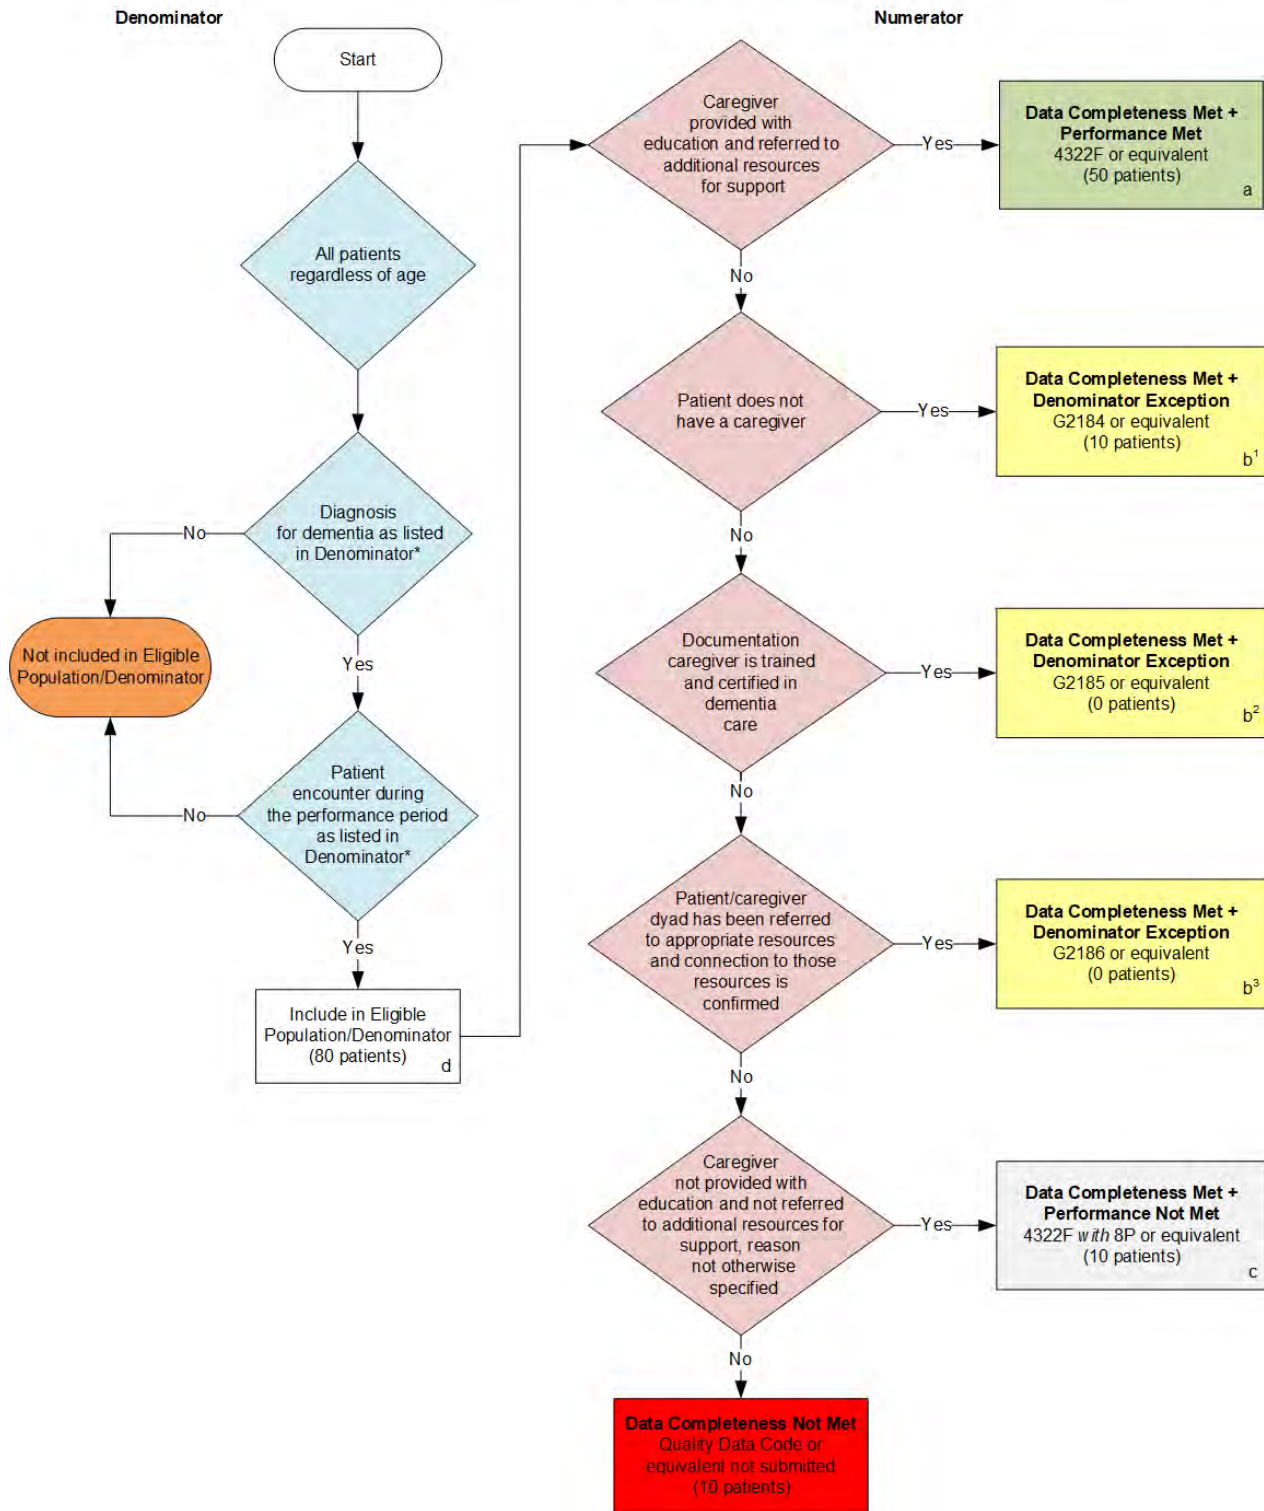 Denominator
Numerator
Start
All patients
regardless of age
Diagnosis
for dementia as listed
in Denominator*
No
Yes
Not included in Eligible
Population/Denominator
Patient
encounter during
the performance period
as listed in
Denominator*
No
Yes
Include in Eligible
Population/Denominator
(80 patients)
d
Caregiver
provided with
education and referred to
additional resources
for support
Yes
Data Completeness Met +
Performance Met
4322F or equivalent
(50 patients)
a
No
Patient does not
have a caregiver
Yes
Data Completeness Met +
Denominator Exception
G2184 or equivalent
(10 patients)
b¹
No
Documentation
caregiver is trained
and certified in
dementia
care
Yes
Data Completeness Met +
Denominator Exception
G2185 or equivalent
(0 patients)
b²
No
Patient/caregiver
dyad has been referred
to appropriate resources
and connection to those
resources is
confirmed
Yes
Data Completeness Met +
Denominator Exception
G2186 or equivalent
(0 patients)
b³
No
Caregiver
not provided with
education and not referred
to additional resources for
support, reason
not otherwise
specified
Yes
Data Completeness Met +
Performance Not Met
4322F with 8P or equivalent
(10 patients)
c
No
Data Completeness Not Met
Quality Data Code or
equivalent not submitted
(10 patients)